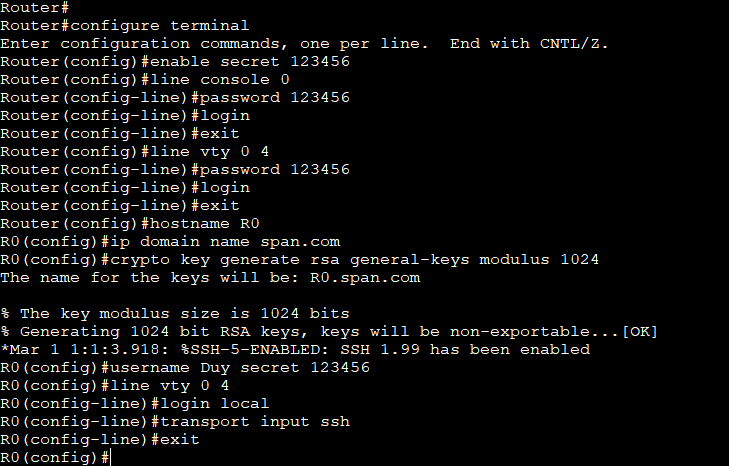 Router#
Router#configure terminal
Enter configuration commands, one per line.  End with CNTL/Z.
Router(config)#enable secret 123456
Router(config)#line console 0
Router(config-line)#password 123456
Router(config-line)#login
Router(config-line)#exit
Router(config)#line vty 0 4
Router(config-line)#password 123456
Router(config-line)#login
Router(config-line)#exit
Router(config)#hostname R0
R0(config)#ip domain name span.com
R0(config)#crypto key generate rsa general-keys modulus 1024
The name for the keys will be: R0.span.com

% The key modulus size is 1024 bits
% Generating 1024 bit RSA keys, keys will be non-exportable...[OK]
*Mar 1 1:1:3.918: %SSH-5-ENABLED: SSH 1.99 has been enabled
R0(config)#username Duy secret 123456
R0(config)#line vty 0 4
R0(config-line)#login local
R0(config-line)#transport input ssh
R0(config-line)#exit
R0(config)#